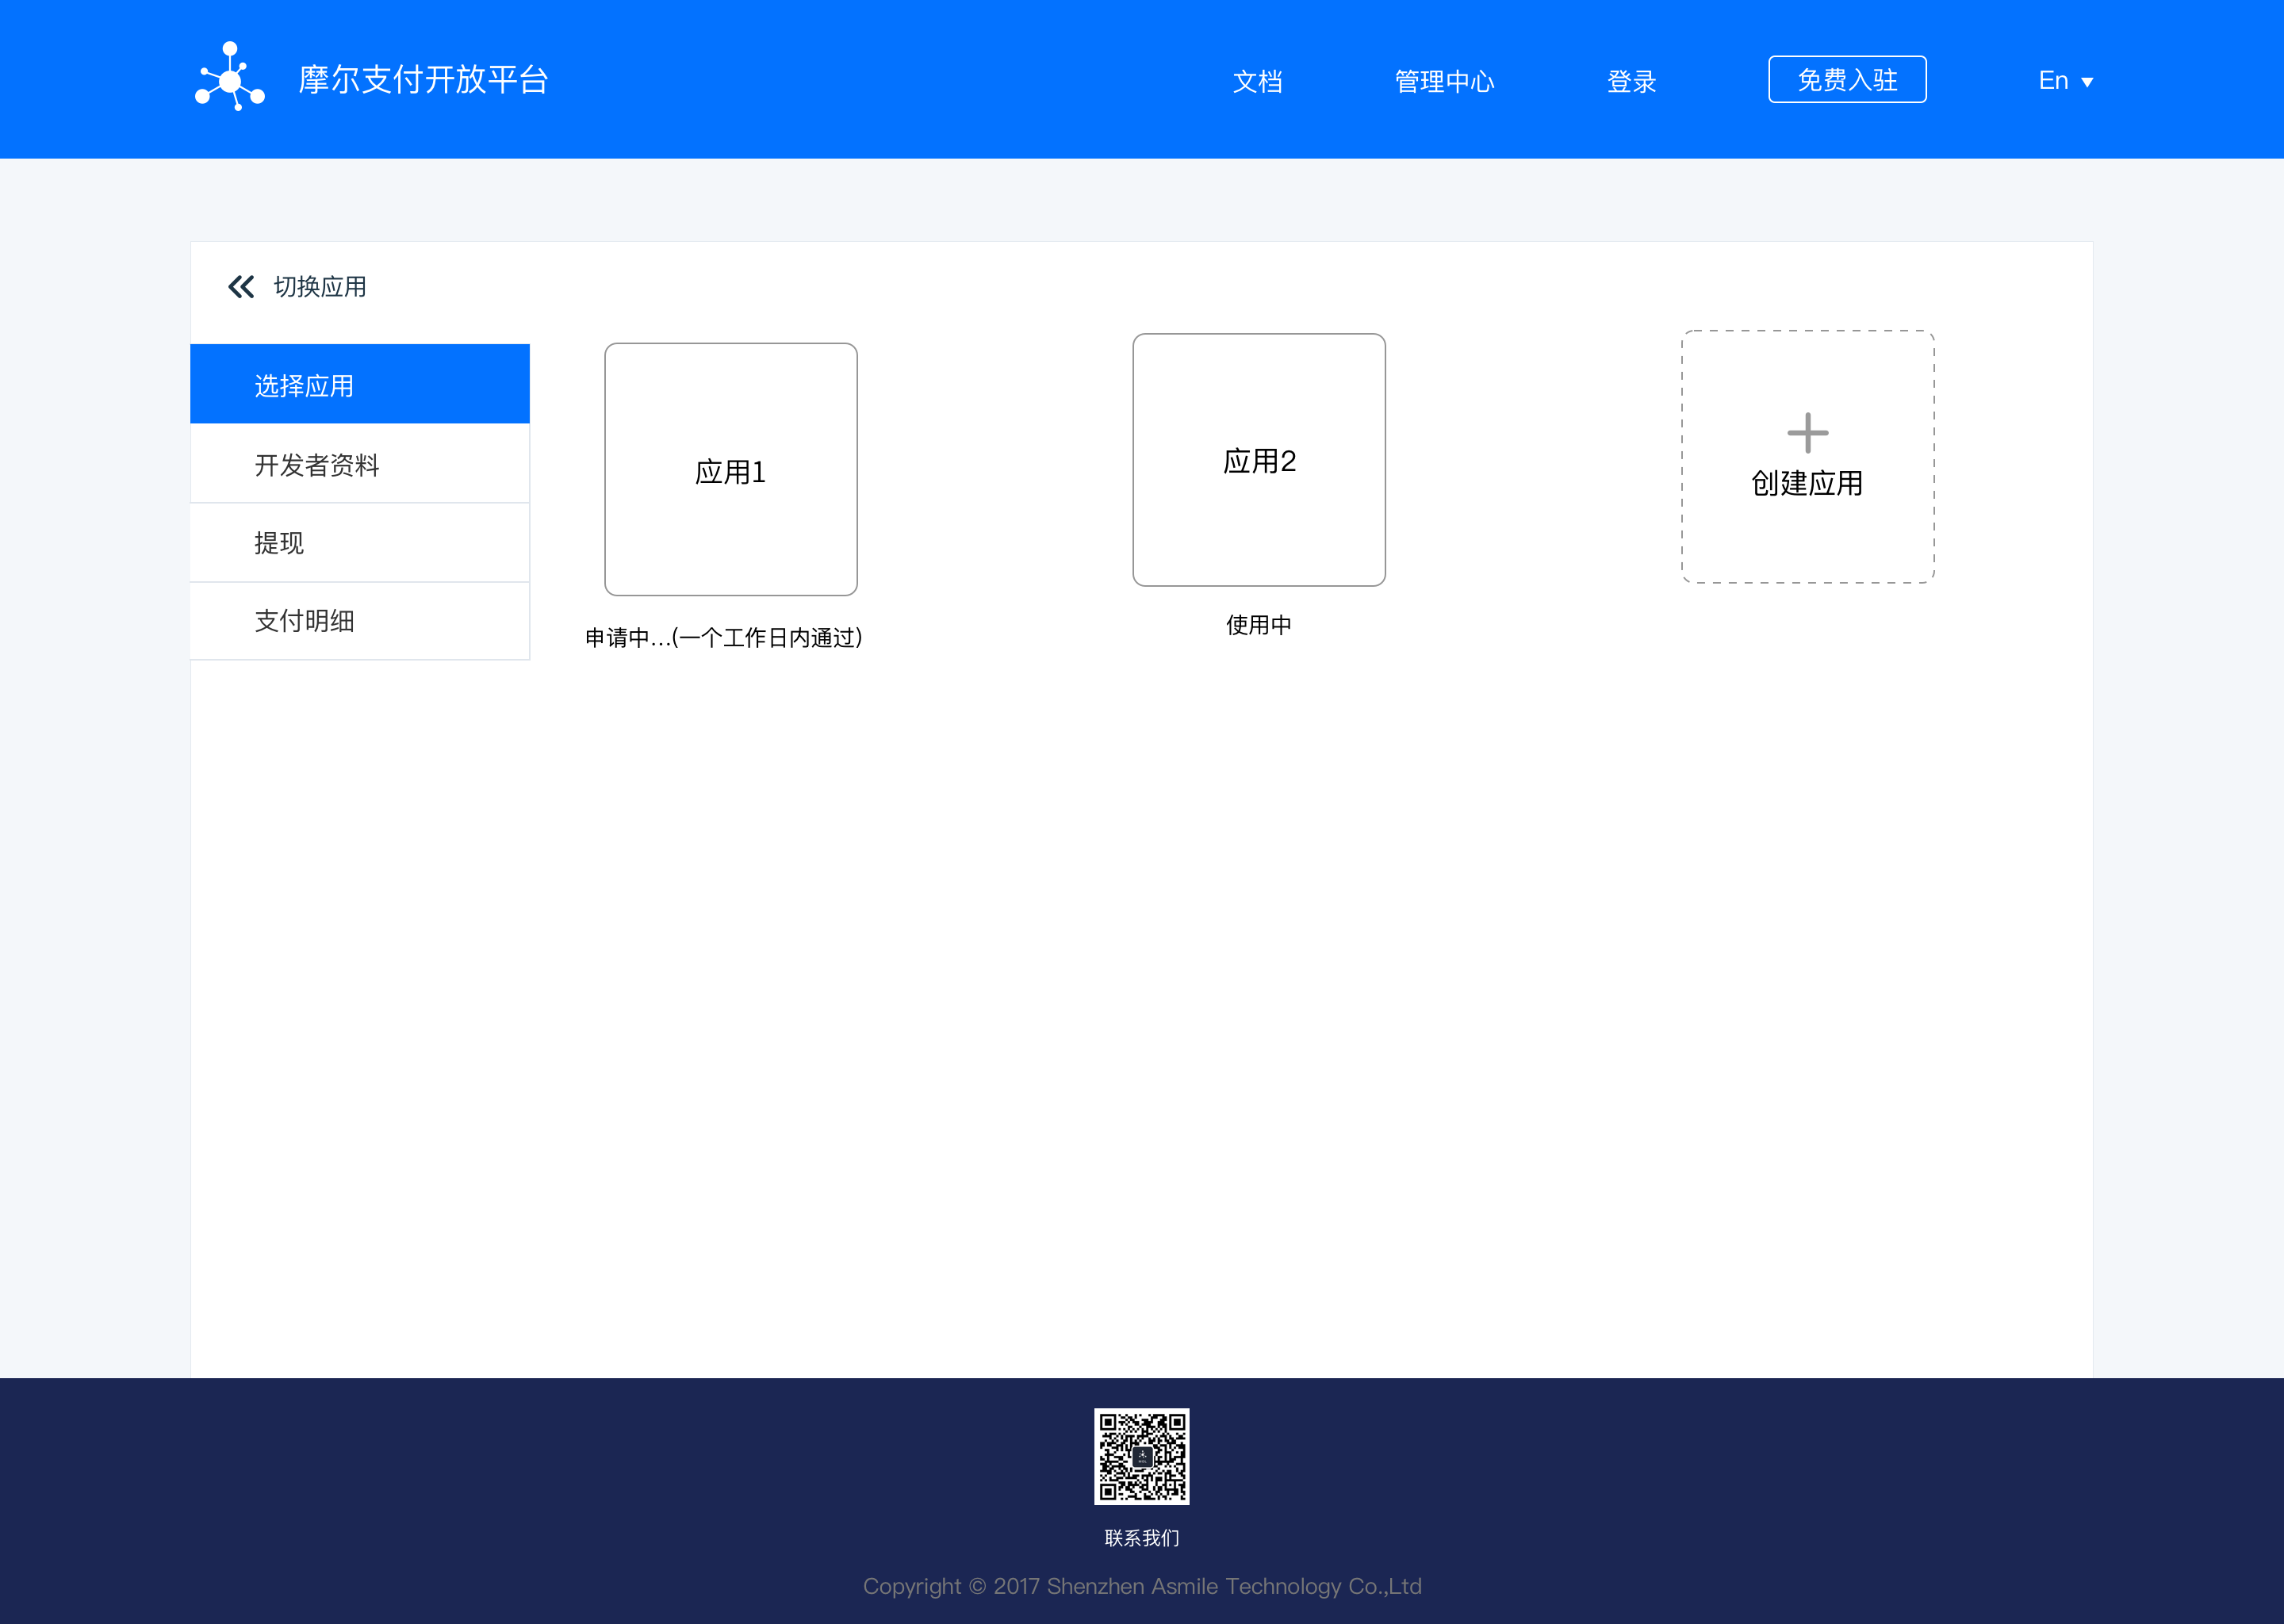 摩尔支付开放平台
文档
管理中心
登录
免费入驻
En
切换应用
选择应用
开发者资料
提现
支付明细
应用1
申请中...(一个工作日内通过)
应用2
使用中
创建应用
联系我们
Copyright © 2017 Shenzhen Asmile Technology Co.,Ltd